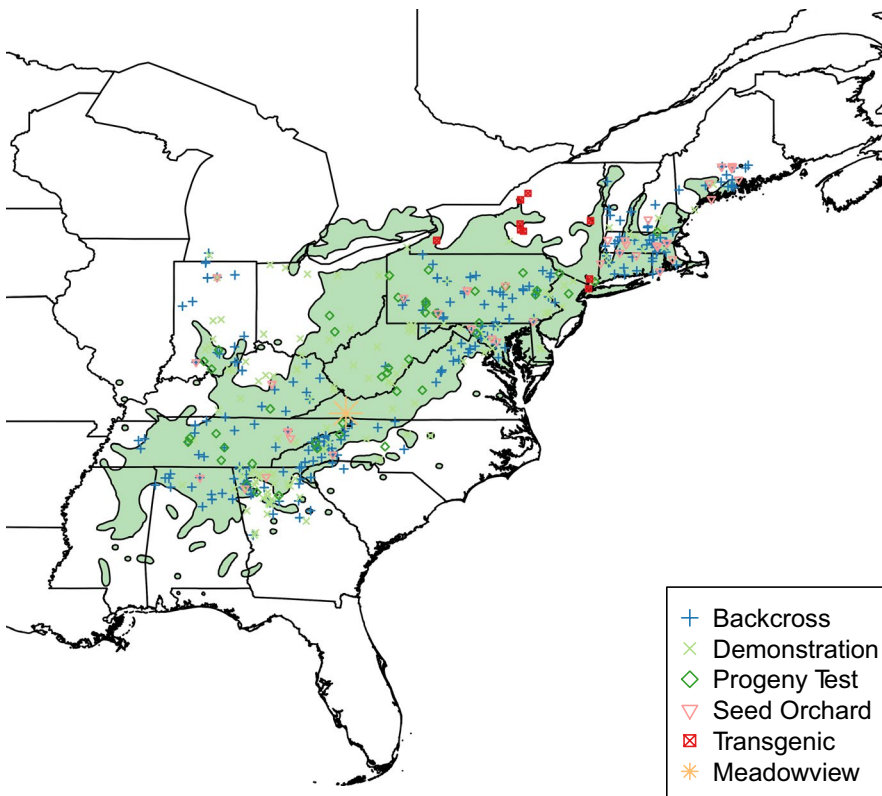 Backcross
Demonstration
Progeny Test
Seed Orchard
Transgenic
Meadowview